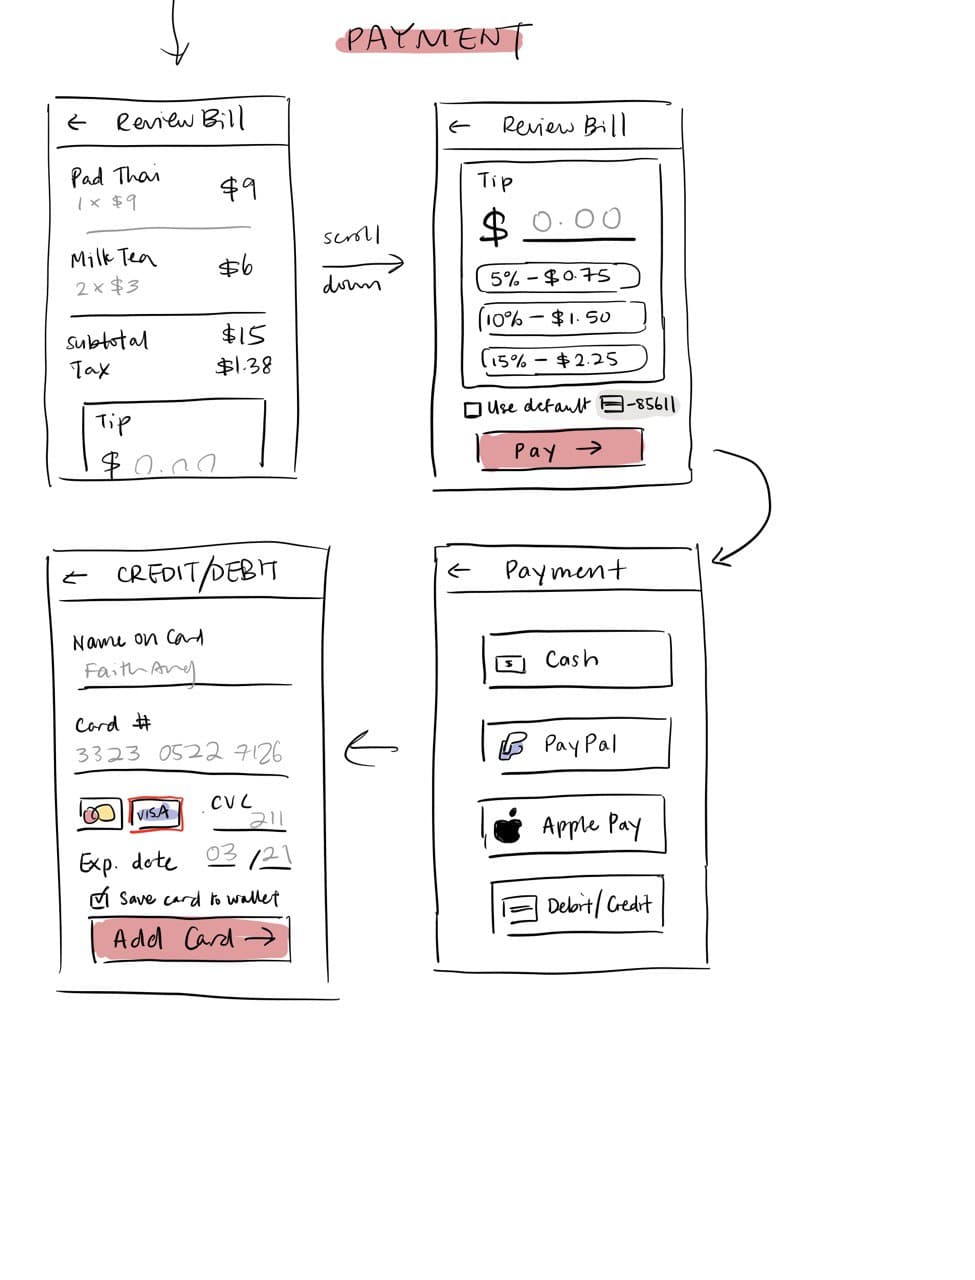 PAYMENT
← Review Bill
Pad Thai $9
1 x $9
Milk Tea $6
2 x $3
Subtotal $15
Tax $1.38
Tip
$ 0.00
scroll
down
← Review Bill
Tip
$ 0.00
5% - $0.75
10% - $1.50
15% - $2.25
Use default -85611
Pay →
← Payment
$ Cash
PayPal
Apple Pay
Debit/Credit
← CREDIT/DEBIT
Name on Card
Faith Ang
Card #
3323 0522 7126
VISA CVC
211
Exp. date 03/21
Save card to wallet
Add Card →